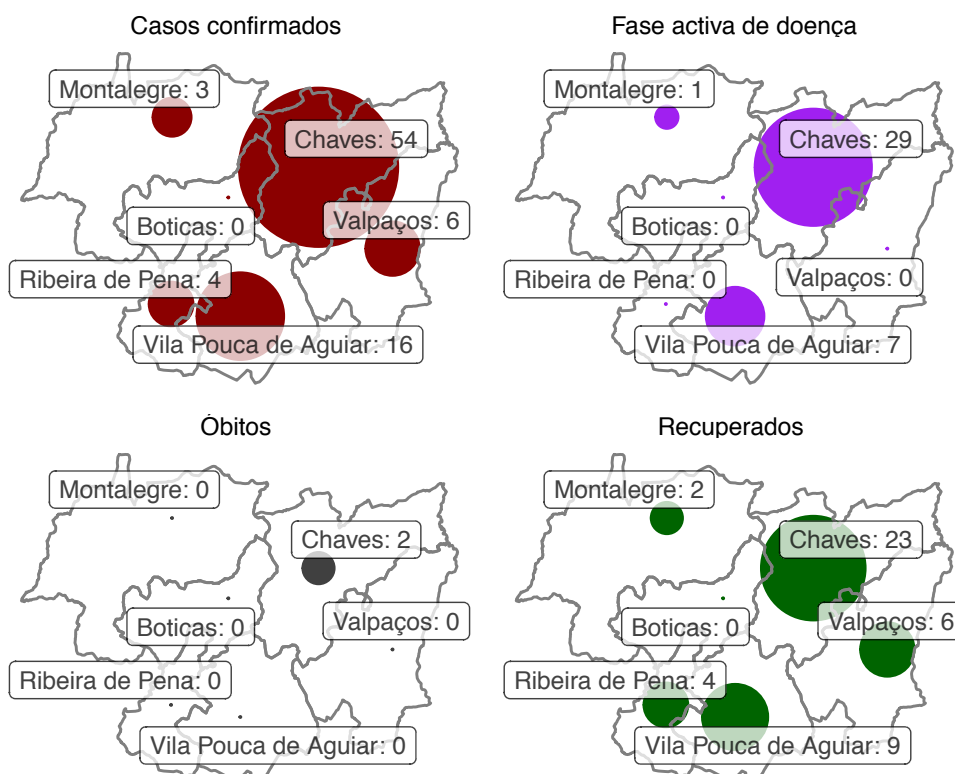 Casos confirmados
Montalegre: 3
Chaves: 54
Boticas: 0
Valpaços: 6
Ribeira de Pena: 4
Vila Pouca de Aguiar: 16
Fase activa de doença
Montalegre: 1
Chaves: 29
Boticas: 0
Valpaços: 0
Ribeira de Pena: 0
Vila Pouca de Aguiar: 7
Óbitos
Montalegre: 0
Chaves: 2
Boticas: 0
Valpaços: 0
Ribeira de Pena: 0
Vila Pouca de Aguiar: 0
Recuperados
Montalegre: 2
Chaves: 23
Boticas: 0
Valpaços: 6
Ribeira de Pena: 4
Vila Pouca de Aguiar: 9